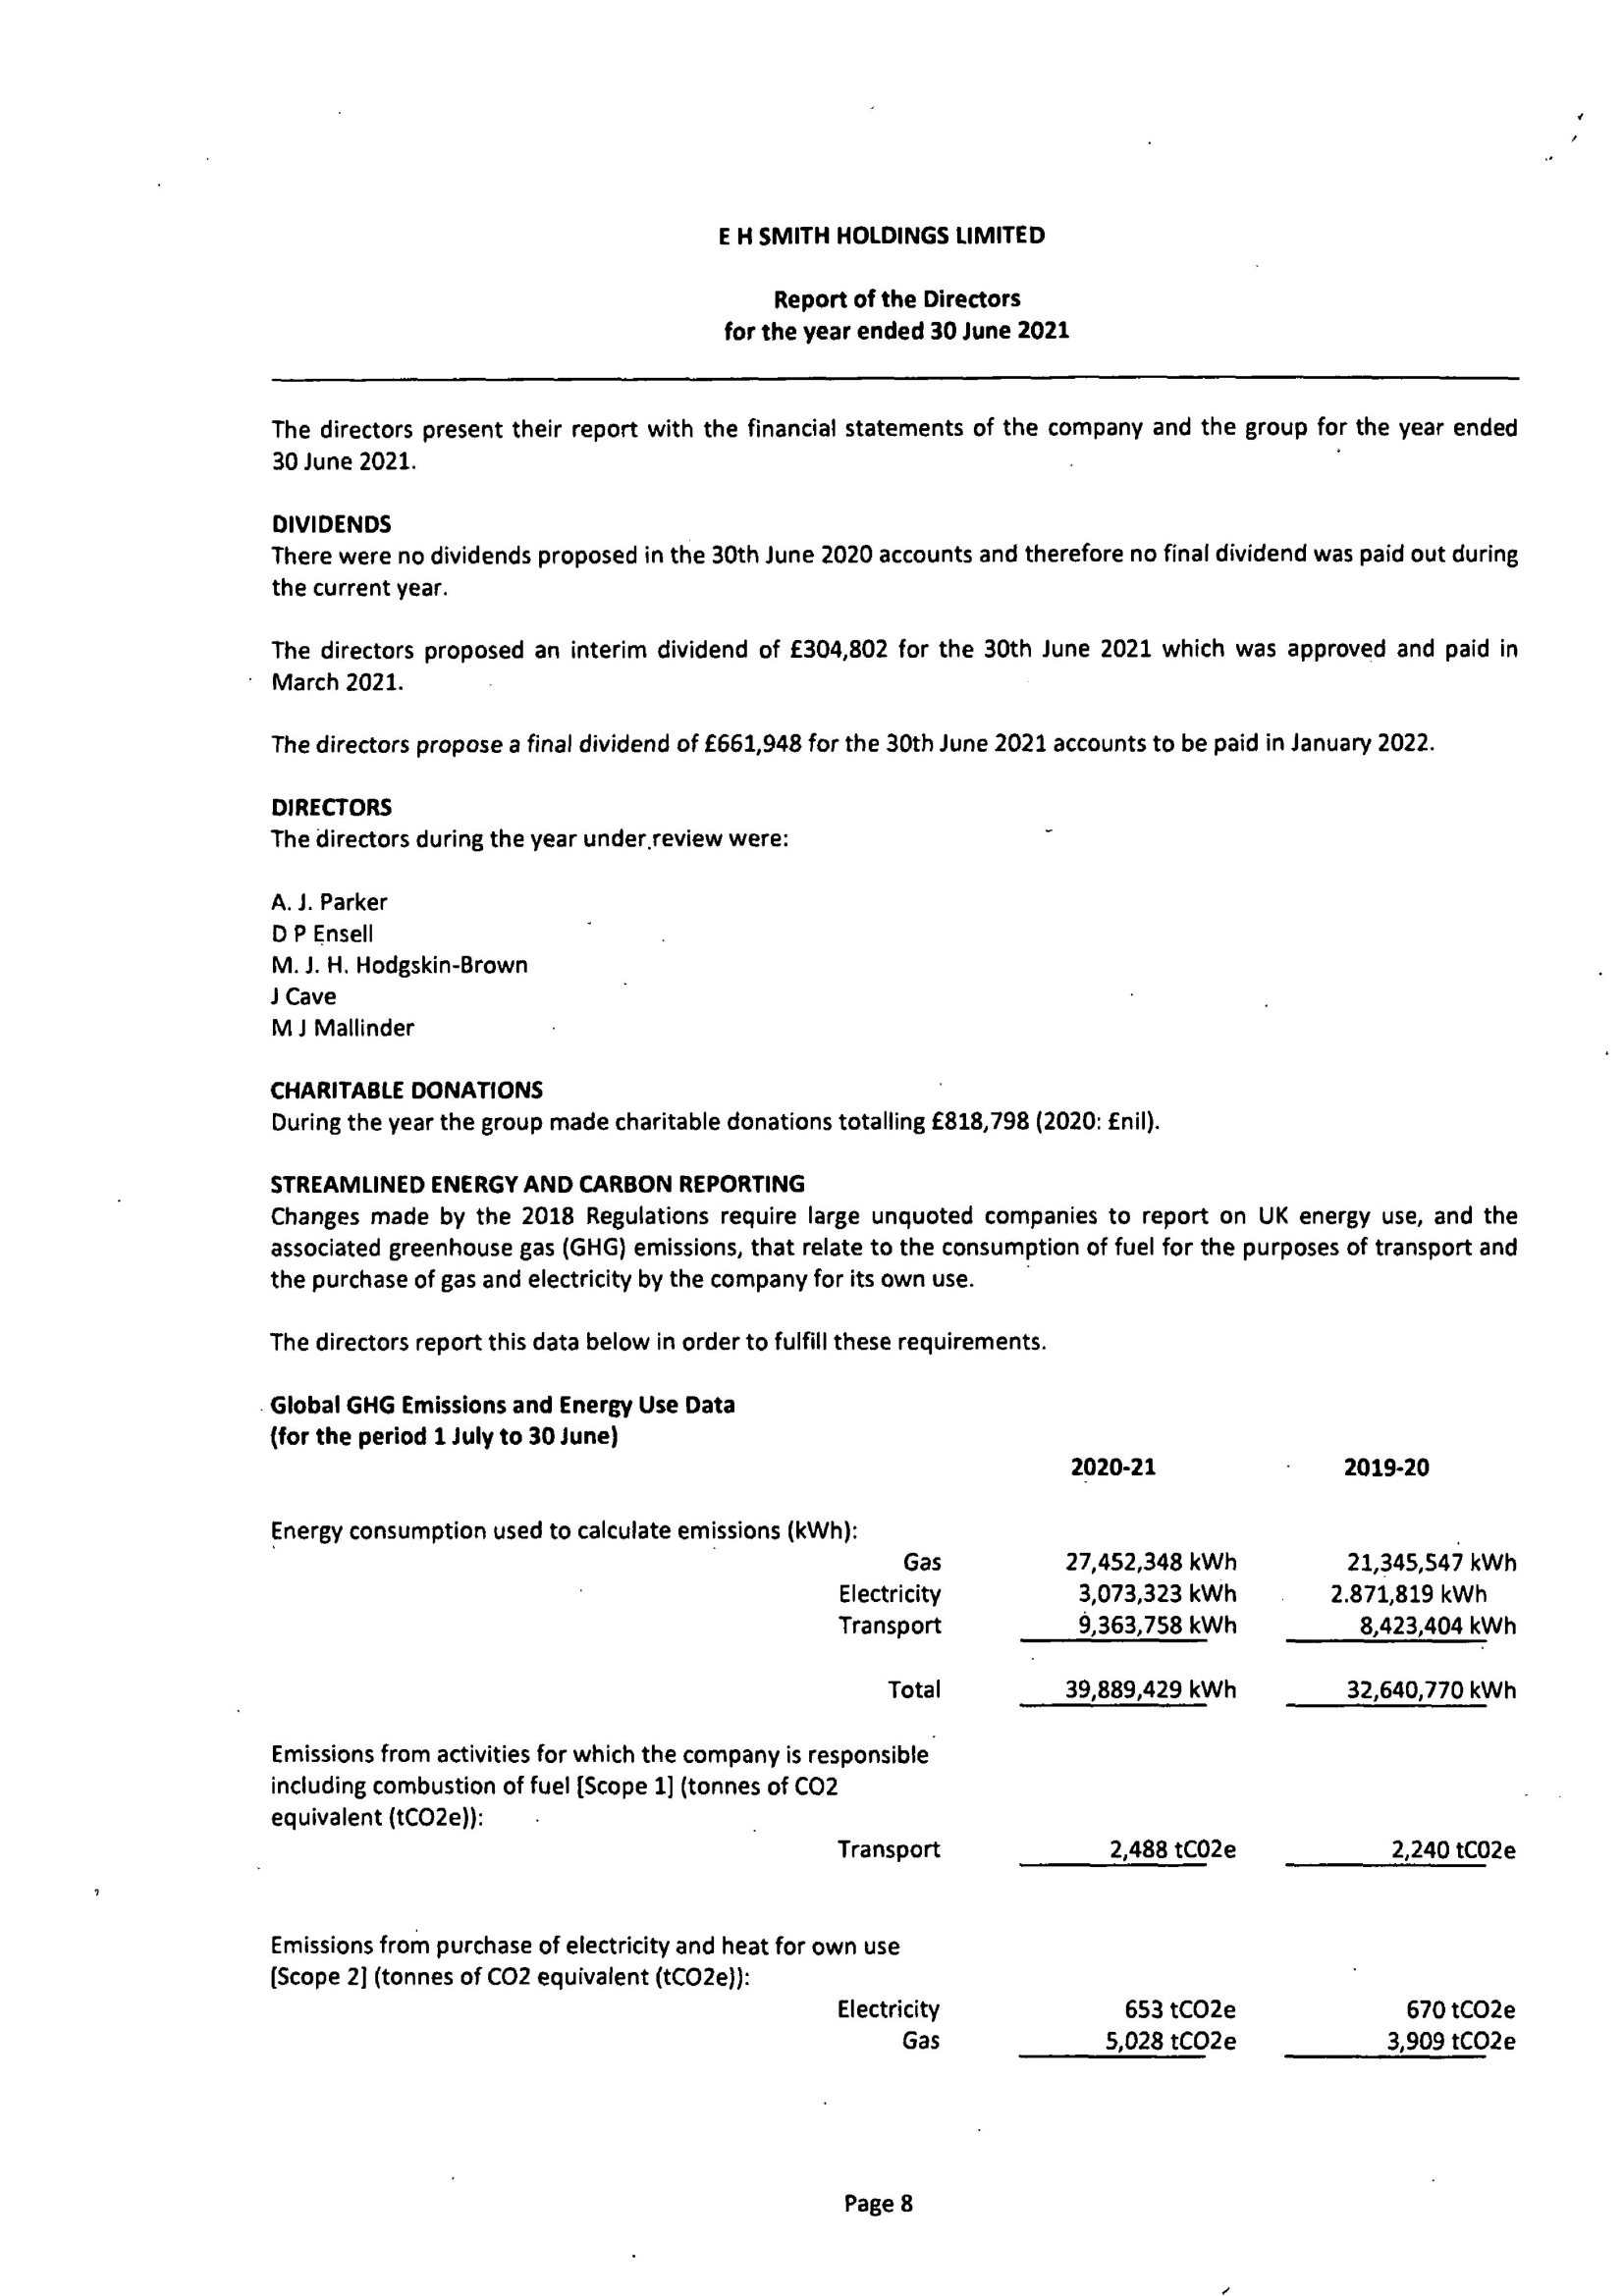 E H SMITH HOLDINGS LIMITED
Report of the Directors
for the year ended 30 June 2021
The directors present their report with the financial statements of the company and the group for the year ended
30 June 2021.
DIVIDENDS
There were no dividends proposed in the 30th June 2020 accounts and therefore no final dividend was paid out during
the current year.
The directors proposed an interim dividend of £304,802 for the 30th June 2021 which was approved and paid in
March 2021.
The directors propose a final dividend of £661,948 for the 30th June 2021 accounts to be paid in January 2022.
DIRECTORS
The directors during the year under review were:
A. J. Parker
D P Ensell
M. J. H. Hodgskin-Brown
J Cave
M J Mallinder
CHARITABLE DONATIONS
During the year the group made charitable donations totalling £818,798 (2020: £nil).
STREAMLINED ENERGY AND CARBON REPORTING
Changes made by the 2018 Regulations require large unquoted companies to report on UK energy use, and the
associated greenhouse gas (GHG) emissions, that relate to the consumption of fuel for the purposes of transport and
the purchase of gas and electricity by the company for its own use.
The directors report this data below in order to fulfill these requirements.
Global GHG Emissions and Energy Use Data
(for the period 1 July to 30 June)
2020-21 2019-20
Energy consumption used to calculate emissions (kWh):
Gas 27,452,348 kWh 21,345,547 kWh
Electricity 3,073,323 kWh 2.871,819 kWh
Transport 9,363,758 kWh 8,423,404 kWh
Total 39,889,429 kWh 32,640,770 kWh
Emissions from activities for which the company is responsible
including combustion of fuel [Scope 1] (tonnes of CO2
equivalent (tCO2e)):
Transport 2,488 tC02e 2,240 tC02e
Emissions from purchase of electricity and heat for own use
[Scope 2] (tonnes of CO2 equivalent (tCO2e)):
Electricity 653 tCO2e 670 tCO2e
Gas 5,028 tCO2e 3,909 tCO2e
Page 8